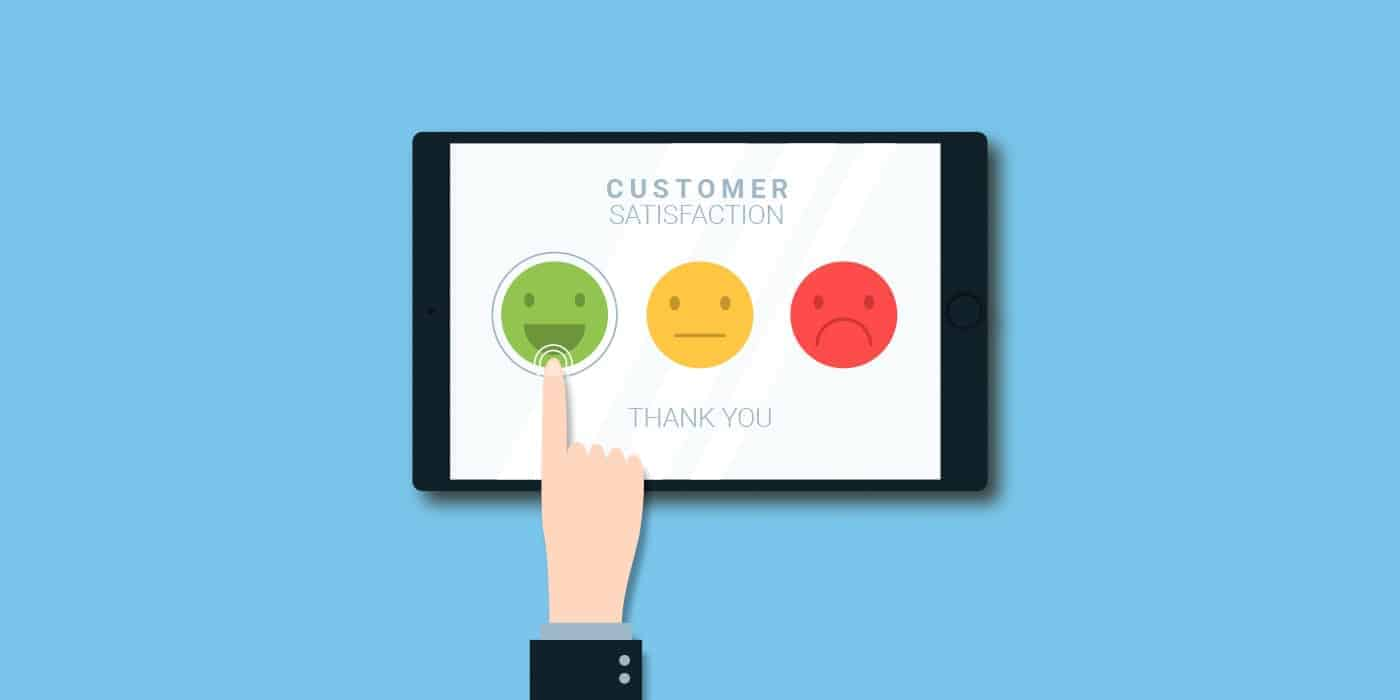 CUSTOMER
SATISFACTION
THANK YOU